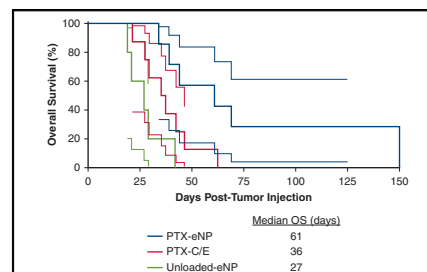 100
80
60
40
20
0
Overall Survival (%)
0 25 50 75 100 125 150
Days Post-Tumor Injection
Median OS (days)
PTX-eNP 61
PTX-C/E 36
Unloaded-eNP 27